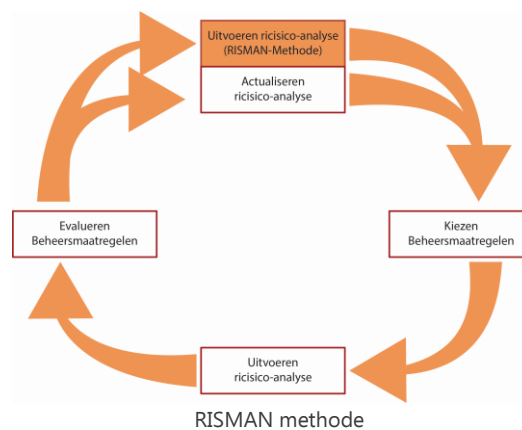 Uitvoeren ricisico-analyse
(RISMAN-Methode)
Actualiseren
ricisico-analyse
Evalueren
Beheersmaatregelen
Kiezen
Beheersmaatregelen
Uitvoeren
ricisico-analyse
RISMAN methode